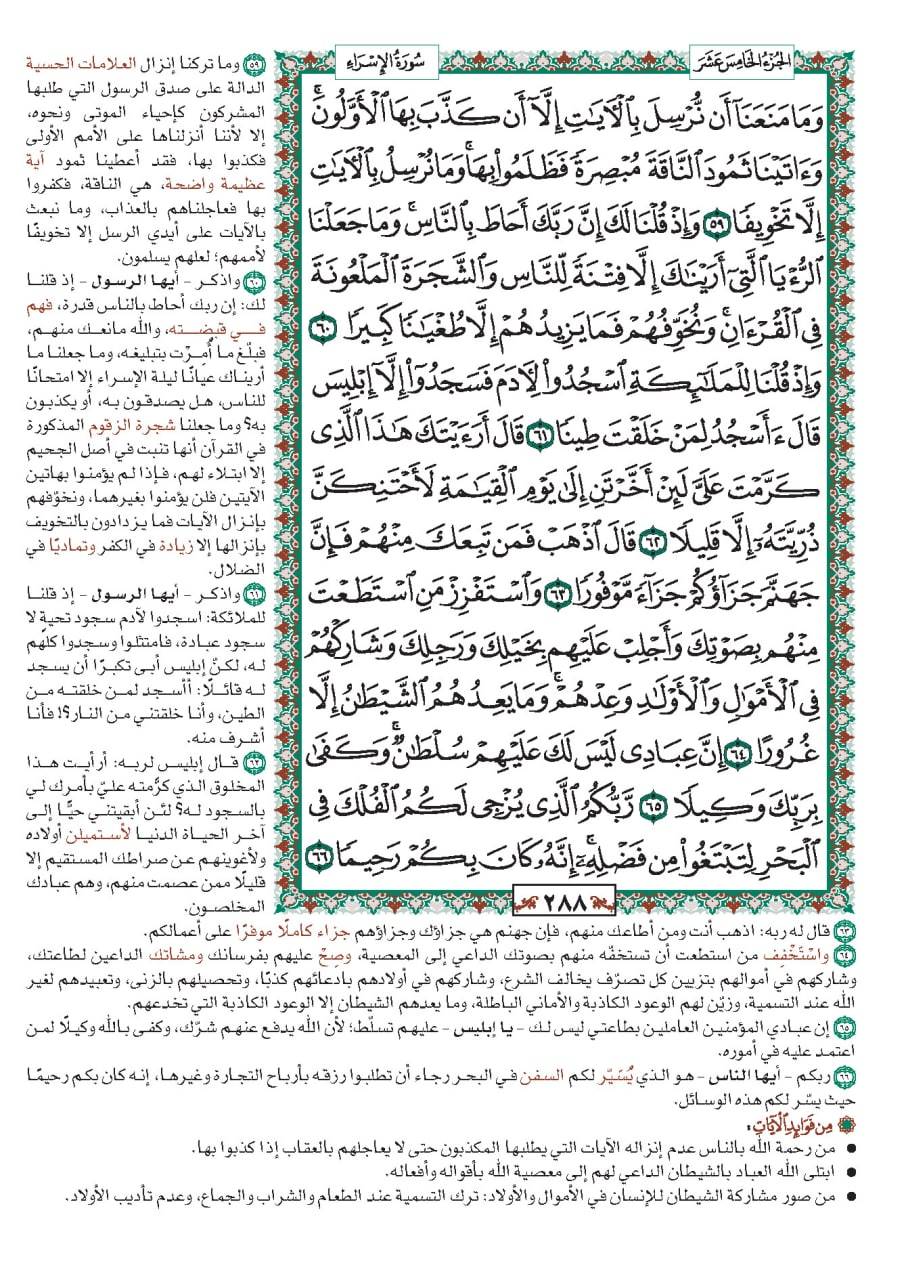 الجزء الخامس عشر
سورة الإسراء
وَمَا مَنَعَنَآ أَن نُّرْسِلَ بِٱلْأٓيَٰتِ إِلَّآ أَن كَذَّبَ بِهَا ٱلْأَوَّلُونَۚ
وَءَاتَيْنَا ثَمُودَ ٱلنَّاقَةَ مُبْصِرَةً فَظَلَمُوا۟ بِهَاۚ وَمَا نُرْسِلُ بِٱلْأٓيَٰتِ
إِلَّا تَخْوِيفًا ٥٩ وَإِذْ قُلْنَا لَكَ إِنَّ رَبَّكَ أَحَاطَ بِٱلنَّاسِۚ وَمَا جَعَلْنَا
ٱلرُّءْيَا ٱلَّتِىٓ أَرَيْنَٰكَ إِلَّا فِتْنَةً لِّلنَّاسِ وَٱلشَّجَرَةَ ٱلْمَلْعُونَةَ
فِى ٱلْقُرْءَانِۚ وَنُخَوِّفُهُمْ فَمَا يَزِيدُهُمْ إِلَّا طُغْيَٰنًا كَبِيرًا ٦٠
وَإِذْ قُلْنَا لِلْمَلَٰٓئِكَةِ ٱسْجُدُوا۟ لِأٓدَمَ فَسَجَدُوٓا۟ إِلَّآ إِبْلِيسَ
قَالَ ءَأَسْجُدُ لِمَنْ خَلَقْتَ طِينًا ٦١ قَالَ أَرَءَيْتَكَ هَٰذَا ٱلَّذِى
كَرَّمْتَ عَلَىَّ لَئِنْ أَخَّرْتَنِ إِلَىٰ يَوْمِ ٱلْقِيَٰمَةِ لَأَحْتَنِكَنَّ
ذُرِّيَّتَهُۥٓ إِلَّا قَلِيلًا ٦٢ قَالَ ٱذْهَبْ فَمَن تَبِعَكَ مِنْهُمْ فَإِنَّ
جَهَنَّمَ جَزَآؤُكُمْ جَزَآءً مَّوْفُورًا ٦٣ وَٱسْتَفْزِزْ مَنِ ٱسْتَطَعْتَ
مِنْهُم بِصَوْتِكَ وَأَجْلِبْ عَلَيْهِم بِخَيْلِكَ وَرَجِلِكَ وَشَارِكْهُمْ
فِى ٱلْأَمْوَٰلِ وَٱلْأَوْلَٰدِ وَعِدْهُمْۚ وَمَا يَعِدُهُمُ ٱلشَّيْطَٰنُ إِلَّا
غُرُورًا ٦٤ إِنَّ عِبَادِى لَيْسَ لَكَ عَلَيْهِمْ سُلْطَٰنٌۚ وَكَفَىٰ
بِرَبِّكَ وَكِيلًا ٦٥ رَّبُّكُمُ ٱلَّذِى يُزْجِى لَكُمُ ٱلْفُلْكَ فِى
ٱلْبَحْرِ لِتَبْتَغُوا۟ مِن فَضْلِهِۦٓۚ إِنَّهُۥ كَانَ بِكُمْ رَحِيمًا ٦٦
٢٨٨
٥٩ وما تركنا إنزال العلامات الحسية
الدالة على صدق الرسول التي طلبها
المشركون كإحياء الموتى ونحوه،
إلا لأننا أنزلناها على الأمم الأولى
فكذبوا بها، فقد أعطينا ثمود آية
عظيمة واضحة، هي الناقة، فكفروا
بها فعاجلناهم بالعذاب، وما نبعث
بالآيات على أيدي الرسل إلا تخويفًا
لأممهم؛ لعلهم يسلمون.
٦٠ واذكر - أيها الرسول - إذ قلنا
لك: إن ربك أحاط بالناس قدرة، فهم
في قبضته، والله مانعك منهم،
فبلّغ ما أُمرْت بتبليغه، وما جعلنا ما
أريناك عيانًا ليلة الإسراء إلا امتحانًا
للناس، هل يصدقون به، أو يكذبون
به؟ وما جعلنا شجرة الزقوم المذكورة
في القرآن أنها تنبت في أصل الجحيم
إلا ابتلاء لهم، فإذا لم يؤمنوا بهاتين
الآيتين فلن يؤمنوا بغيرهما، ونخوّفهم
بإنزال الآيات فما يزدادون بالتخويف
بإنزالها إلا زيادة في الكفر وتماديًا في
الضلال.
٦١ واذكر - أيها الرسول - إذ قلنا
للملائكة: اسجدوا لآدم سجود تحية لا
سجود عبادة، فامتثلوا وسجدوا كلهم
له، لكنّ إبليس أبى تكبرًا أن يسجد
له قائلًا: أأسجد لمن خلقته من
الطين، وأنا خلقتني من النار؟! فأنا
أشرف منه.
٦٢ قال إبليس لربه: أرأيت هذا
المخلوق الذي كرَّمته عليّ بأمرك لي
بالسجود له؟ لئن أبقيتني حيًّا إلى
آخر الحياة الدنيا لأستميلن أولاده
ولأغوينهم عن صراطك المستقيم إلا
قليلًا ممن عصمت منهم، وهم عبادك
المخلصون.
٦٣ قال له ربه: اذهب أنت ومن أطاعك منهم، فإن جهنم هي جزاؤك وجزاؤهم جزاء كاملًا موفرًا على أعمالكم.
٦٤ واسْتَخْفِف من استطعت أن تستخفّه منهم بصوتك الداعي إلى المعصية، وصِحْ عليهم بفرسانك ومشاتك الداعين لطاعتك،
وشاركهم في أموالهم بتزيين كل تصرّف يخالف الشرع، وشاركهم في أولادهم بادعائهم كذبًا، وتحصيلهم بالزنى، وتعبيدهم لغير
الله عند التسمية، وزيّن لهم الوعود الكاذبة والأماني الباطلة، وما يعدهم الشيطان إلا الوعود الكاذبة التي تخدعهم.
٦٥ إن عبادي المؤمنين العاملين بطاعتي ليس لك - يا إبليس - عليهم تسلّط؛ لأن الله يدفع عنهم شرّك، وكفى بالله وكيلًا لمن
اعتمد عليه في أموره.
٦٦ ربكم - أيها الناس - هو الذي يُسَيّر لكم السفن في البحر رجاء أن تطلبوا رزقه بأرباح التجارة وغيرها، إنه كان بكم رحيمًا
حيث يسّر لكم هذه الوسائل.
من فوائد الآيات:
• من رحمة الله بالناس عدم إنزاله الآيات التي يطلبها المكذبون حتى لا يعاجلهم بالعقاب إذا كذبوا بها.
• ابتلى الله العباد بالشيطان الداعي لهم إلى معصية الله بأقواله وأفعاله.
• من صور مشاركة الشيطان للإنسان في الأموال والأولاد: ترك التسمية عند الطعام والشراب والجماع، وعدم تأديب الأولاد.